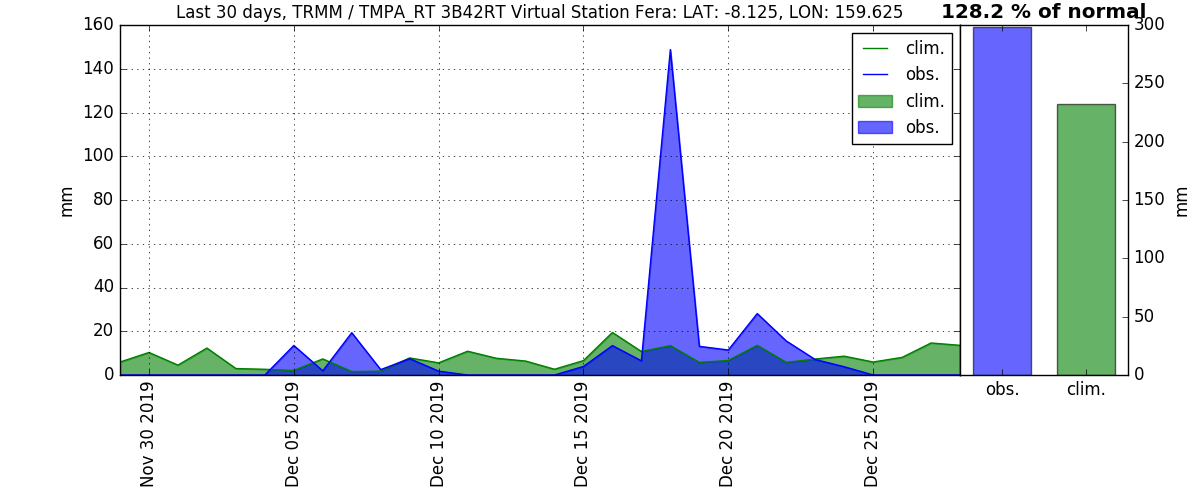 Last 30 days, TRMM / TMPA_RT 3B42RT Virtual Station Fera: LAT: -8.125, LON: 159.625
128.2 % of normal
160
140
120
100
80
60
40
20
0
mm
clim.
obs.
clim.
obs.
Nov 30 2019
Dec 05 2019
Dec 10 2019
Dec 15 2019
Dec 20 2019
Dec 25 2019
300
250
200
150
100
50
0
mm
obs.
clim.